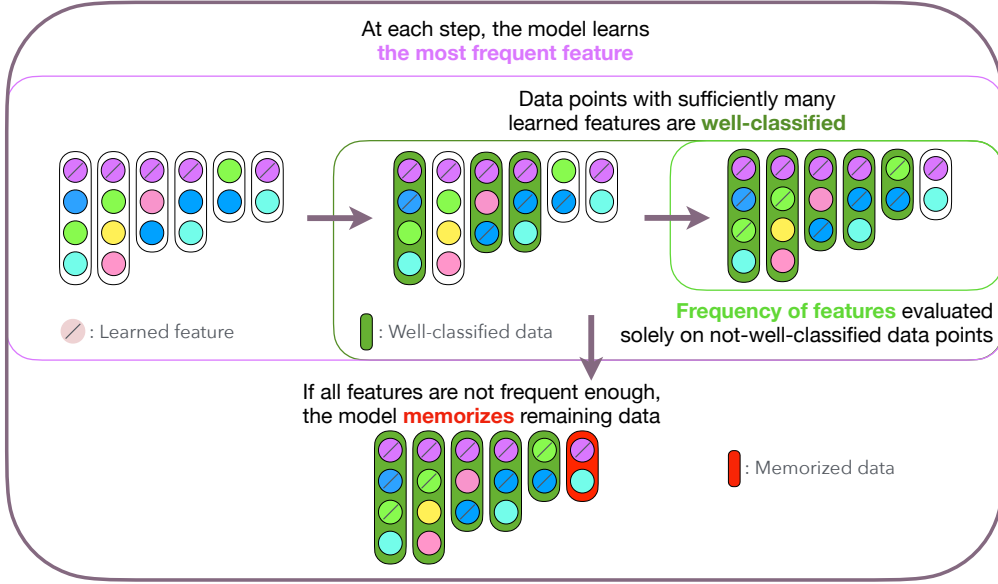 At each step, the model learns
the most frequent feature
Data points with sufficiently many
learned features are well-classified
: Learned feature
: Well-classified data
Frequency of features evaluated
solely on not-well-classified data points
If all features are not frequent enough,
the model memorizes remaining data
: Memorized data